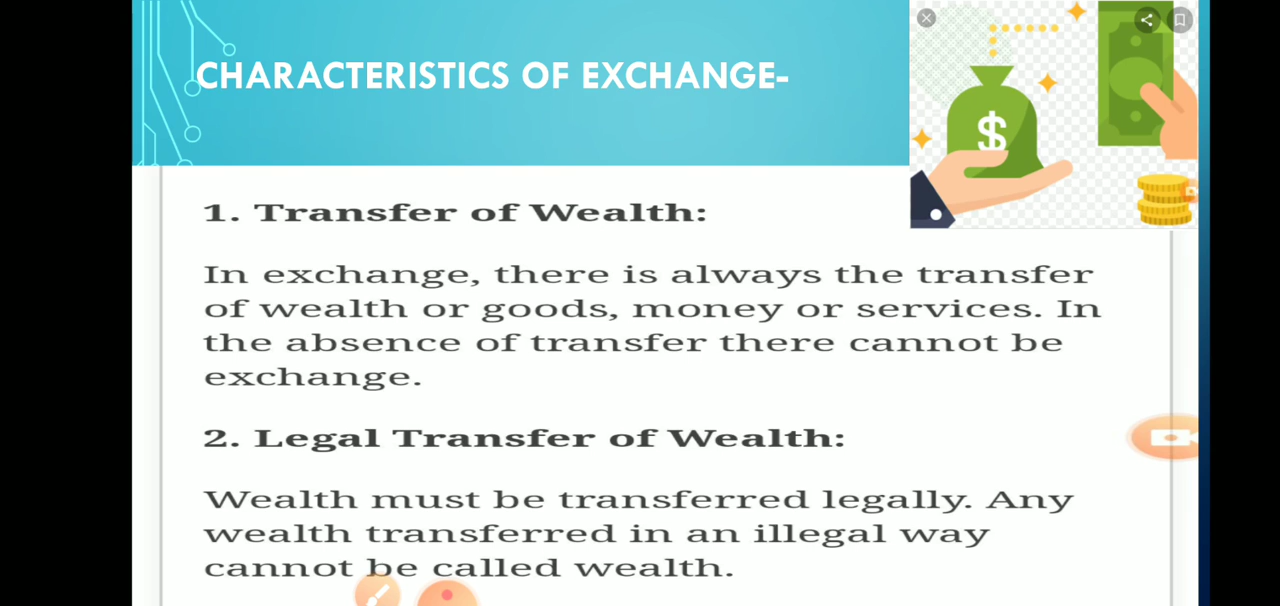 CHARACTERISTICS OF EXCHANGE-
$
1. Transfer of Wealth:
In exchange, there is always the transfer
of wealth or goods, money or services. In
the absence of transfer there cannot be
exchange.
2. Legal Transfer of Wealth:
Wealth must be transferred legally. Any
wealth transferred in an illegal way
cannot be called wealth.